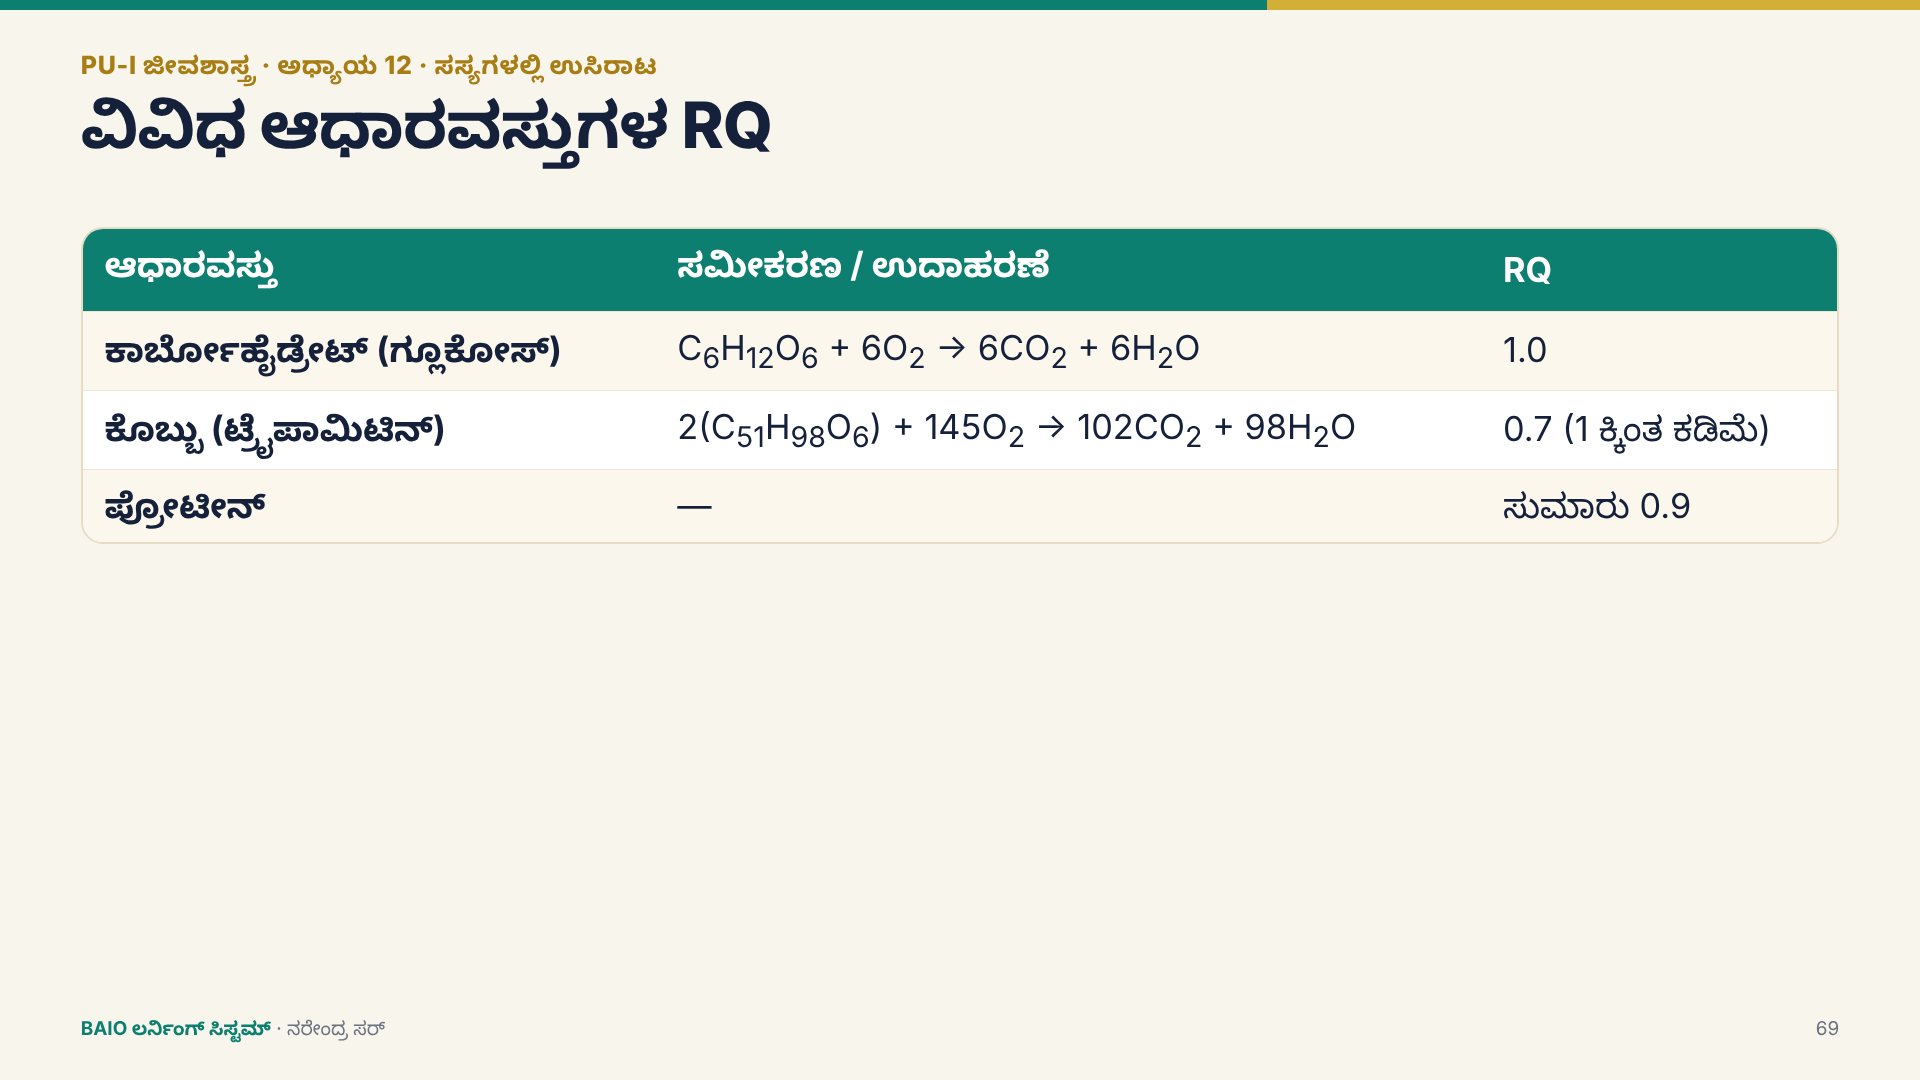 PU-I ಜೀವಶಾಸ್ತ್ರ · ಅಧ್ಯಾಯ 12 · ಸಸ್ಯಗಳಲ್ಲಿ ಉಸಿರಾಟ
ವಿವಿಧ ಆಧಾರವಸ್ತುಗಳ RQ
ಆಧಾರವಸ್ತು ಸಮೀಕರಣ / ಉದಾಹರಣೆ RQ
ಕಾರ್ಬೋಹೈಡ್ರೇಟ್ (ಗ್ಲೂಕೋಸ್) C₆H₁₂O₆ + 6O₂ → 6CO₂ + 6H₂O 1.0
ಕೊಬ್ಬು (ಟ್ರೈಪಾಮಿಟಿನ್) 2(C₅₁H₉₈O₆) + 145O₂ → 102CO₂ + 98H₂O 0.7 (1 ಕ್ಕಿಂತ ಕಡಿಮೆ)
ಪ್ರೋಟೀನ್ — ಸುಮಾರು 0.9
BAIO ಲರ್ನಿಂಗ್ ಸಿಸ್ಟಮ್ · ನರೇಂದ್ರ ಸರ್ 69